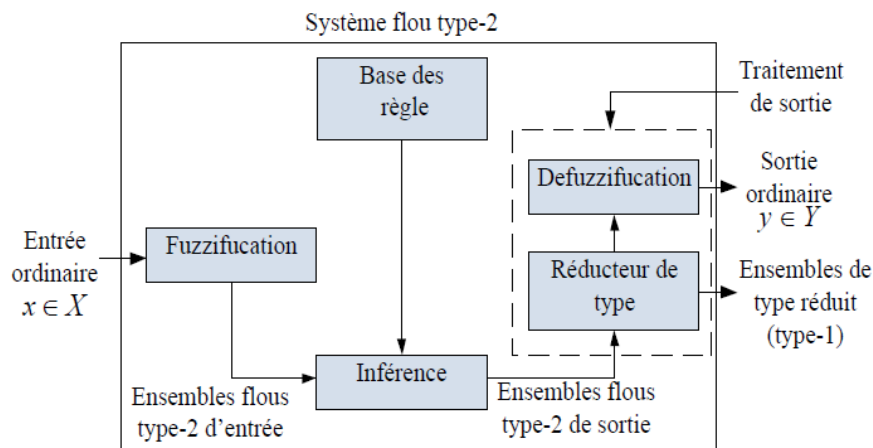 Système flou type-2
Base des
règle
Traitement
de sortie
Defuzzifucation
Sortie
ordinaire
y ∈ Y
Entrée
ordinaire
x ∈ X
Fuzzifucation
Réducteur de
type
Ensembles de
type réduit
(type-1)
Inférence
Ensembles flous
type-2 d'entrée
Ensembles flous
type-2 de sortie